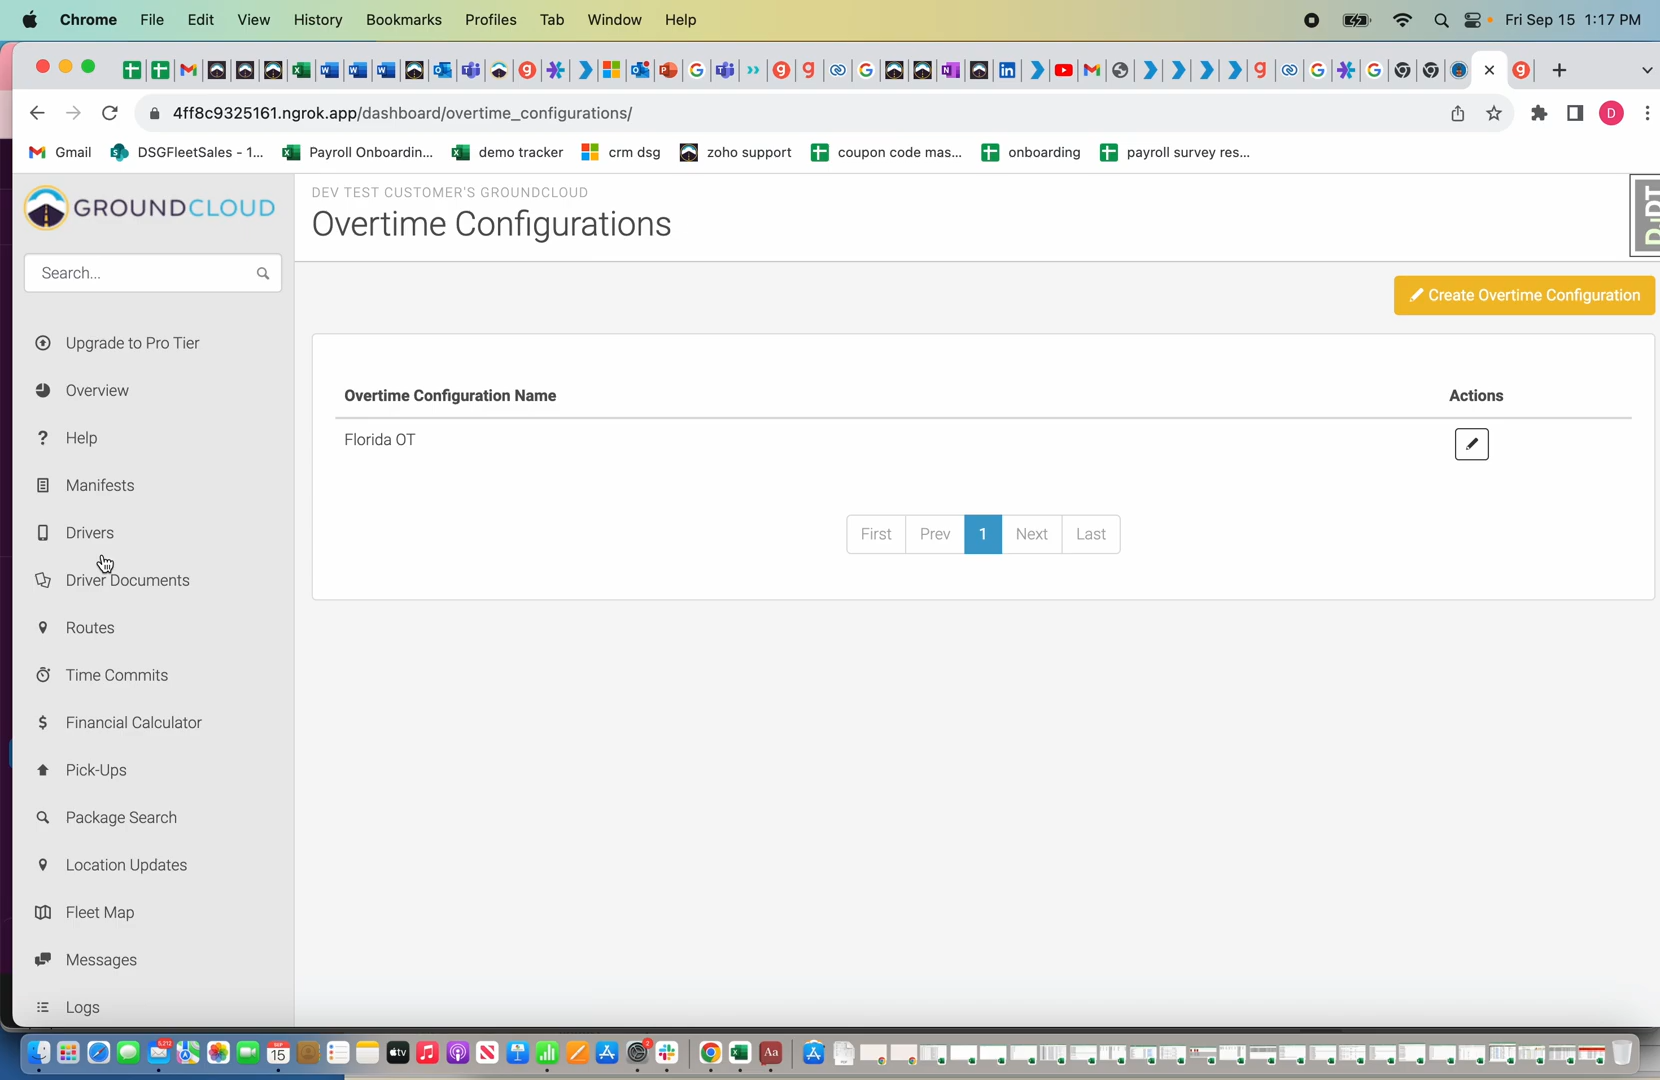 Chrome File Edit View History Bookmarks Profiles Tab Window Help Fri Sep 15 1:17 PM
4ff8c9325161.ngrok.app/dashboard/overtime_configurations/
Gmail DSGFleetSales - 1... Payroll Onboardin... demo tracker crm dsg zoho support coupon code mas... onboarding payroll survey res...
GROUNDCLOUD
DEV TEST CUSTOMER'S GROUNDCLOUD
Overtime Configurations
Search...
Create Overtime Configuration
Upgrade to Pro Tier
Overview
Help
Manifests
Drivers
Driver Documents
Routes
Time Commits
Financial Calculator
Pick-Ups
Package Search
Location Updates
Fleet Map
Messages
Logs
Overtime Configuration Name Actions
Florida OT
First Prev 1 Next Last